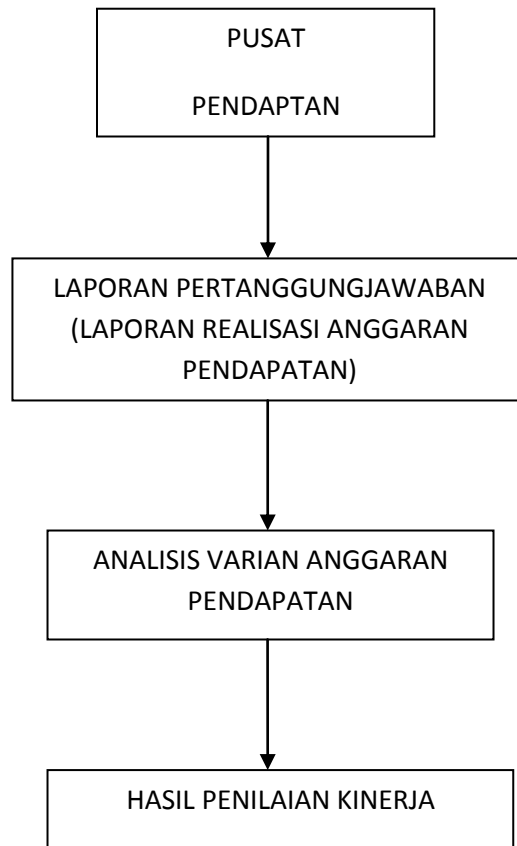 PUSAT
PENDAPTAN
LAPORAN PERTANGGUNGJAWABAN
(LAPORAN REALISASI ANGGARAN
PENDAPATAN)
ANALISIS VARIAN ANGGARAN
PENDAPATAN
HASIL PENILAIAN KINERJA